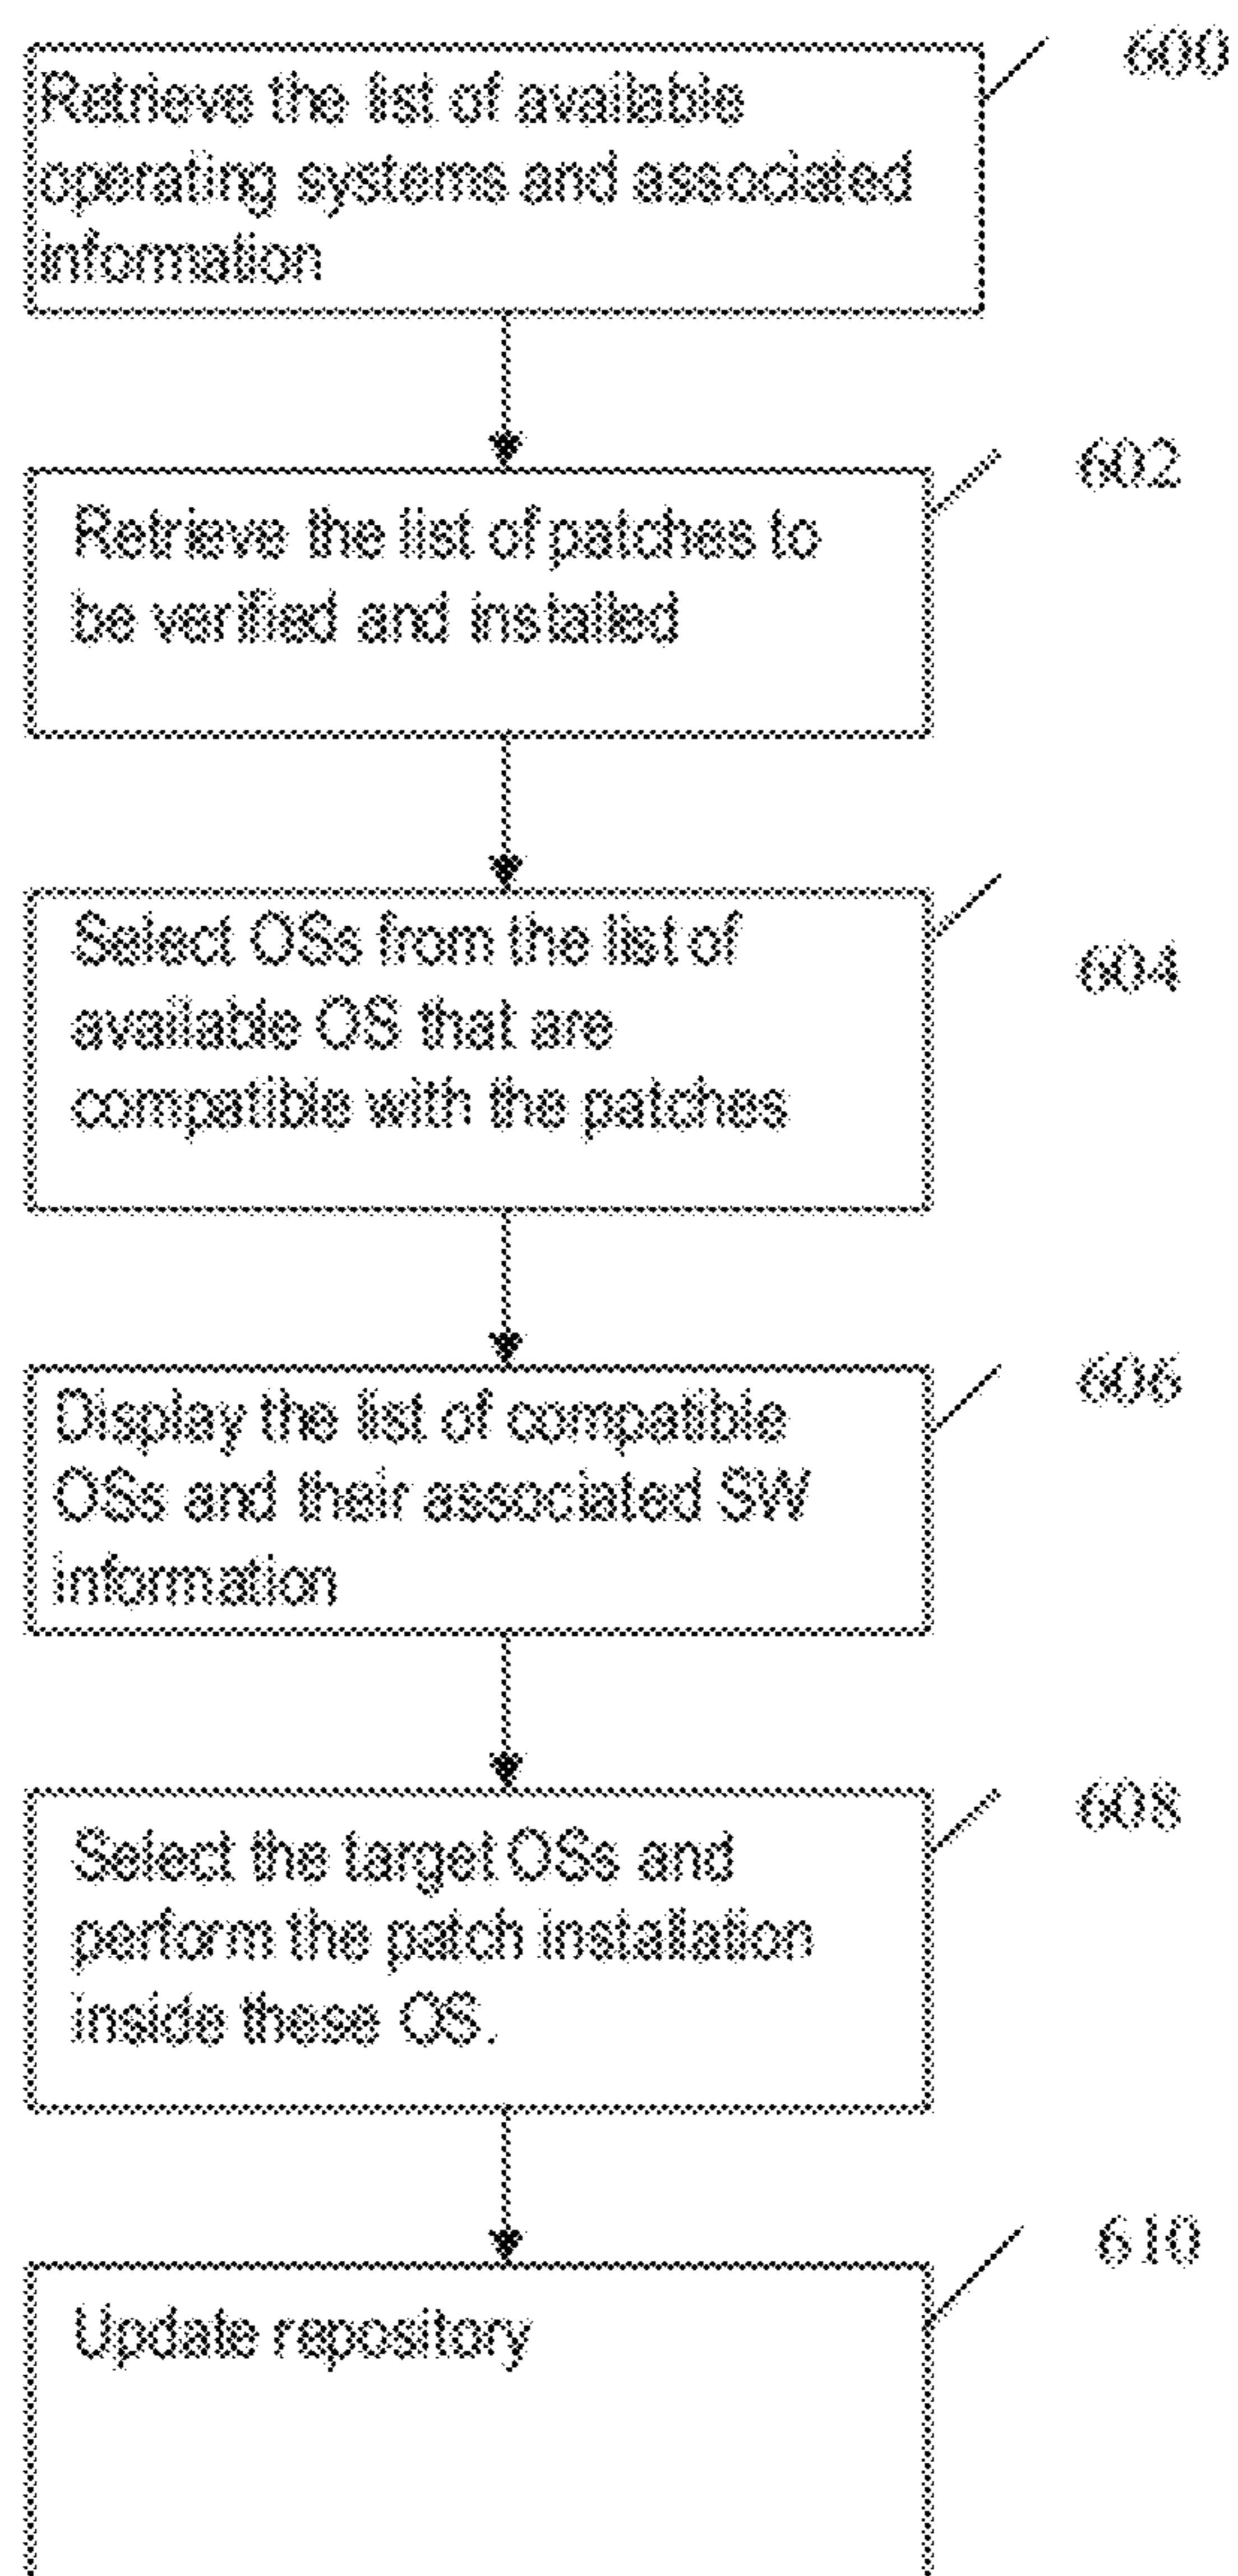 600
Retrieve the list of available
operating systems and associated
information
602
Retrieve the list of patches to
be verified and installed
604
Select OSs from the list of
available OS that are
compatible with the patches
606
Display the list of compatible
OSs and their associated SW
information
608
Select the target OSs and
perform the patch installation
inside these OS.
610
Update repository